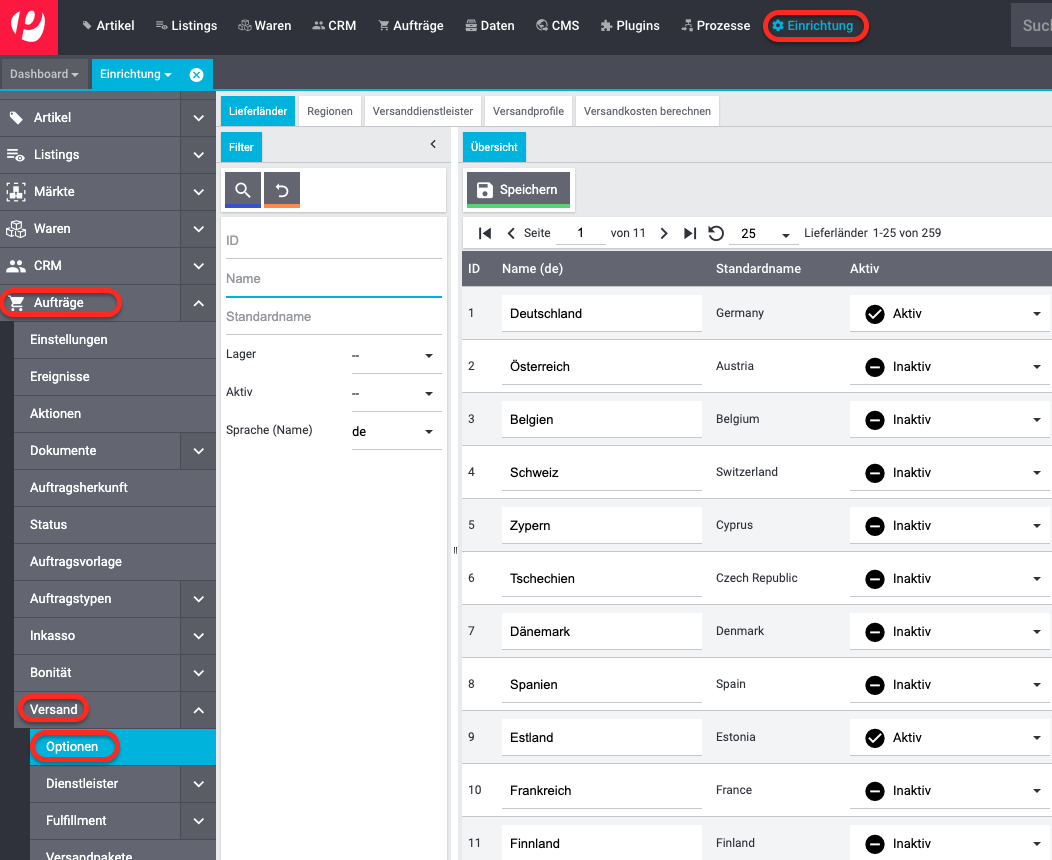 Artikel Listings Waren CRM Aufträge Daten CMS Plugins Prozesse Einrichtung
Dashboard Einrichtung
Artikel
Listings
Märkte
Waren
CRM
Aufträge
Einstellungen
Ereignisse
Aktionen
Dokumente
Auftragsherkunft
Status
Auftragsvorlage
Auftragstypen
Inkasso
Bonität
Versand
Optionen
Dienstleister
Fulfillment
Versandpakete
Lieferländer Regionen Versanddienstleister Versandprofile Versandkosten berechnen
Filter
ID
Name
Standardname
Lager --
Aktiv --
Sprache (Name) de
Übersicht
Speichern
Seite 1 von 11 25 Lieferländer 1-25 von 259
ID Name (de) Standardname Aktiv
1 Deutschland Germany Aktiv
2 Österreich Austria Inaktiv
3 Belgien Belgium Inaktiv
4 Schweiz Switzerland Inaktiv
5 Zypern Cyprus Inaktiv
6 Tschechien Czech Republic Inaktiv
7 Dänemark Denmark Inaktiv
8 Spanien Spain Inaktiv
9 Estland Estonia Aktiv
10 Frankreich France Inaktiv
11 Finnland Finland Inaktiv